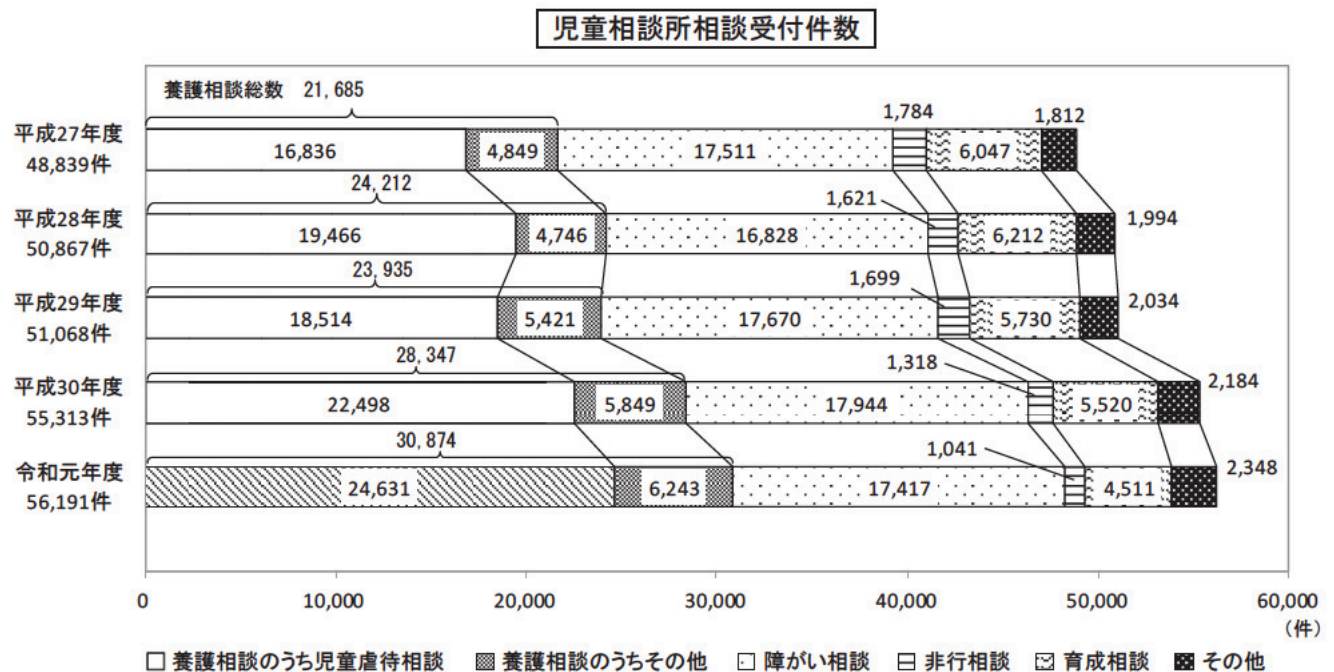 児童相談所相談受付件数
養護相談総数 21,685
1,784
1,812
平成27年度
48,839件
16,836
4,849
17,511
6,047
24,212
1,621
1,994
平成28年度
50,867件
19,466
4,746
16,828
6,212
23,935
1,699
2,034
平成29年度
51,068件
18,514
5,421
17,670
5,730
28,347
1,318
2,184
平成30年度
55,313件
22,498
5,849
17,944
5,520
30,874
1,041
2,348
令和元年度
56,191件
24,631
6,243
17,417
4,511
0 10,000 20,000 30,000 40,000 50,000 60,000
(件)
養護相談のうち児童虐待相談 養護相談のうちその他 障がい相談 非行相談 育成相談 その他